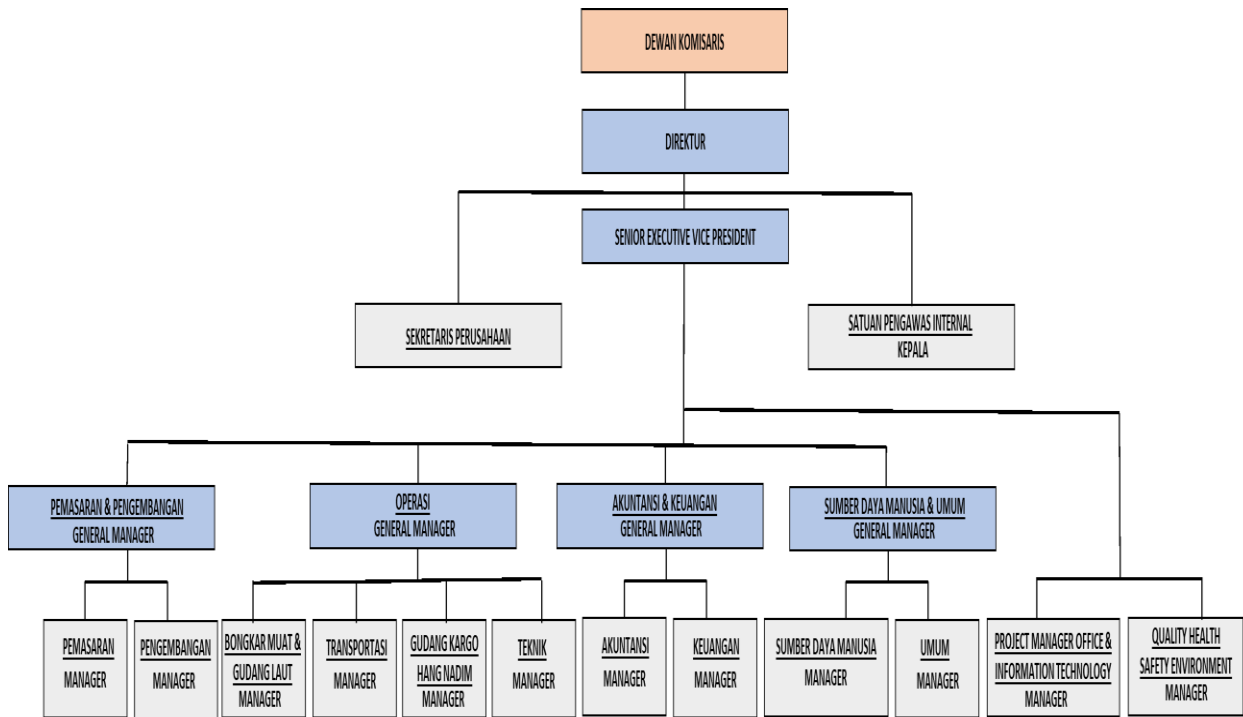 DEWAN KOMISARIS
DIREKTUR
SENIOR EXECUTIVE VICE PRESIDENT
SEKRETARIS PERUSAHAAN
SATUAN PENGAWAS INTERNAL
KEPALA
PEMASARAN & PENGEMBANGAN
GENERAL MANAGER
OPERASI
GENERAL MANAGER
AKUNTANSI & KEUANGAN
GENERAL MANAGER
SUMBER DAYA MANUSIA & UMUM
GENERAL MANAGER
PEMASARAN
MANAGER
PENGEMBANGAN
MANAGER
BONGKAR MUAT &
GUDANG LAUT
MANAGER
TRANSPORTASI
MANAGER
GUDANG KARGO
HANG NADIM
MANAGER
TEKNIK
MANAGER
AKUNTANSI
MANAGER
KEUANGAN
MANAGER
SUMBER DAYA MANUSIA
MANAGER
UMUM
MANAGER
PROJECT MANAGER OFFICE &
INFORMATION TECHNOLOGY
MANAGER
QUALITY HEALTH
SAFETY ENVIRONMENT
MANAGER